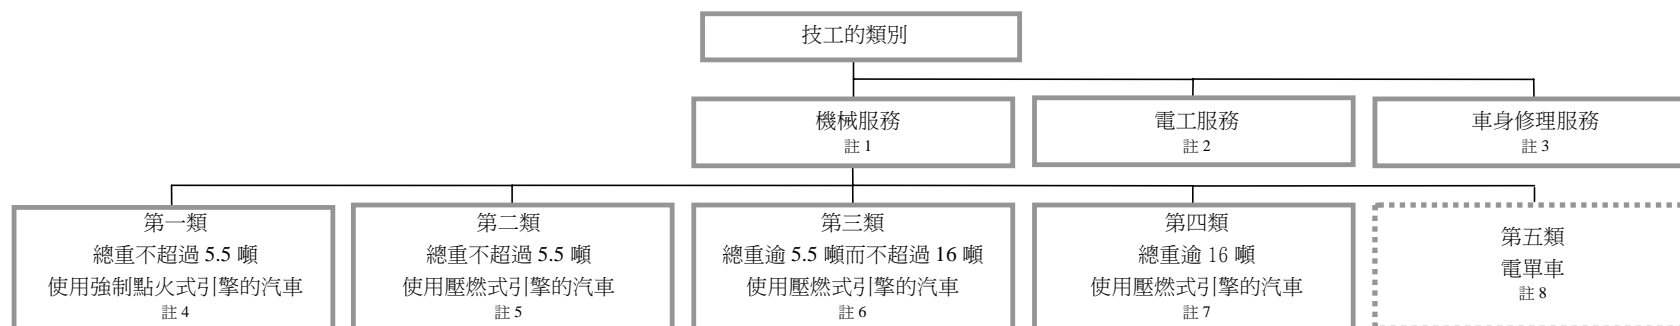 技工的類別
機械服務
註 1
電工服務
註 2
車身修理服務
註 3
第一類
總重不超過 5.5 噸
使用強制點火式引擎的汽車
註 4
第二類
總重不超過 5.5 噸
使用壓燃式引擎的汽車
註 5
第三類
總重逾 5.5 噸而不超過 16 噸
使用壓燃式引擎的汽車
註 6
第四類
總重逾 16 噸
使用壓燃式引擎的汽車
註 7
第五類
電單車
註 8